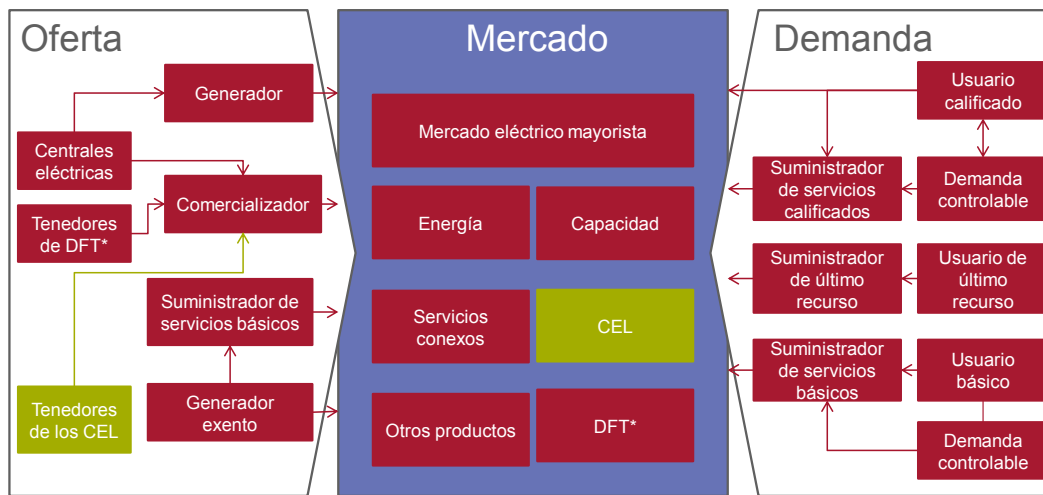 Oferta
Generador
Centrales
eléctricas
Comercializador
Tenedores
de DFT*
Suministrador de
servicios básicos
Tenedores
de los CEL
Generador
exento
Mercado
Mercado eléctrico mayorista
Energía
Capacidad
Servicios
conexos
CEL
Otros productos
DFT*
Demanda
Usuario
calificado
Suministrador
de servicios
calificados
Demanda
controlable
Suministrador
de último
recurso
Usuario de
último
recurso
Suministrador
de servicios
básicos
Usuario
básico
Demanda
controlable